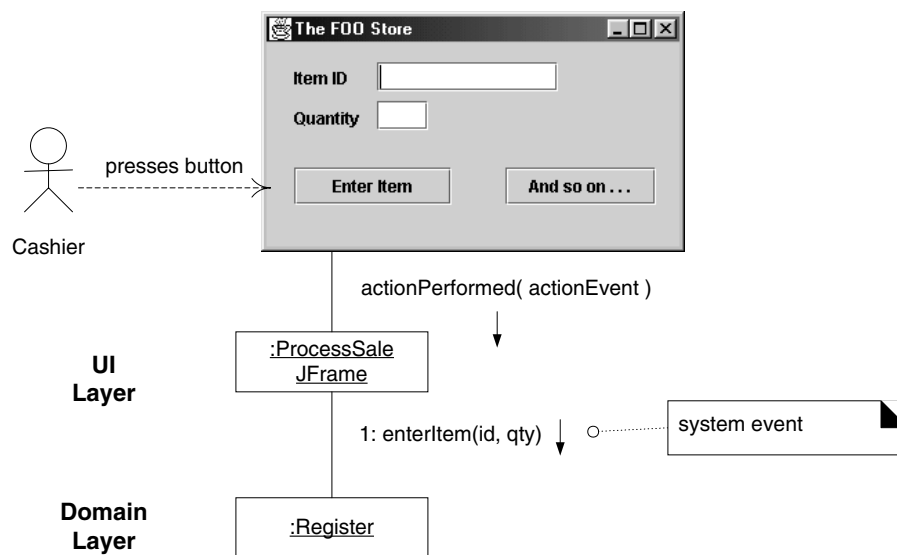 The FOO Store
Item ID
Quantity
presses button
Enter Item
And so on . . .
Cashier
actionPerformed( actionEvent )
:ProcessSale
JFrame
UI
Layer
1: enterItem(id, qty)
system event
Domain
Layer
:Register